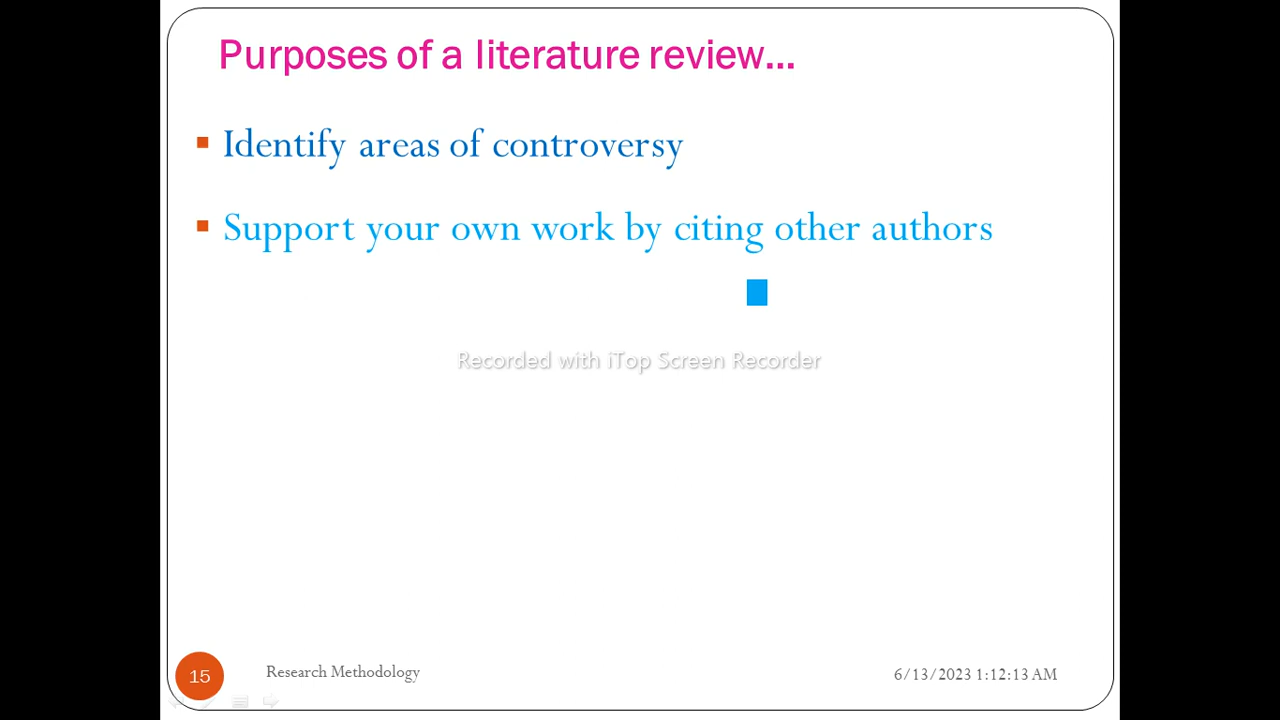 Purposes of a literature review...
Identify areas of controversy
Support your own work by citing other authors
Recorded with iTop Screen Recorder
15
Research Methodology
6/13/2023 1:12:13 AM